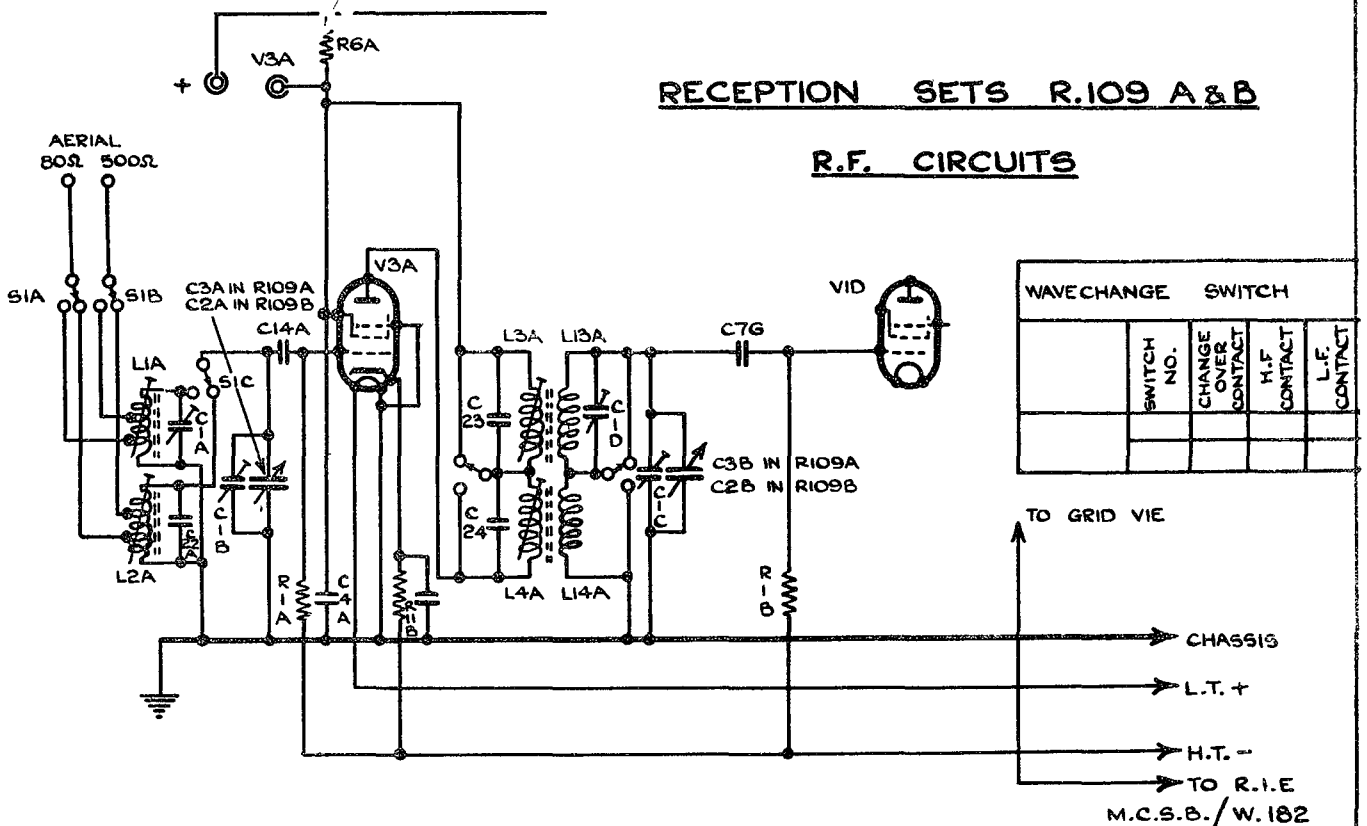 R6A
V3A
+
RECEPTION SETS R.109 A & B
R.F. CIRCUITS
AERIAL
80Ω 500Ω
S1A
S1B
C3A IN R109A
C2A IN R109B
C14A
V3A
V1D
L1A
S1C
C1A
L3A
L13A
C7G
C23
C1D
C3B IN R109A
C2B IN R109B
C1C
C1B
L2A
C24
L4A
L14A
R1A
C4A
R1B
WAVECHANGE SWITCH
SWITCH NO.
CHANGE OVER CONTACT
H.F CONTACT
L.F. CONTACT
TO GRID V1E
CHASSIS
L.T. +
H.T. -
TO R.1.E
M.C.S.B./W.182